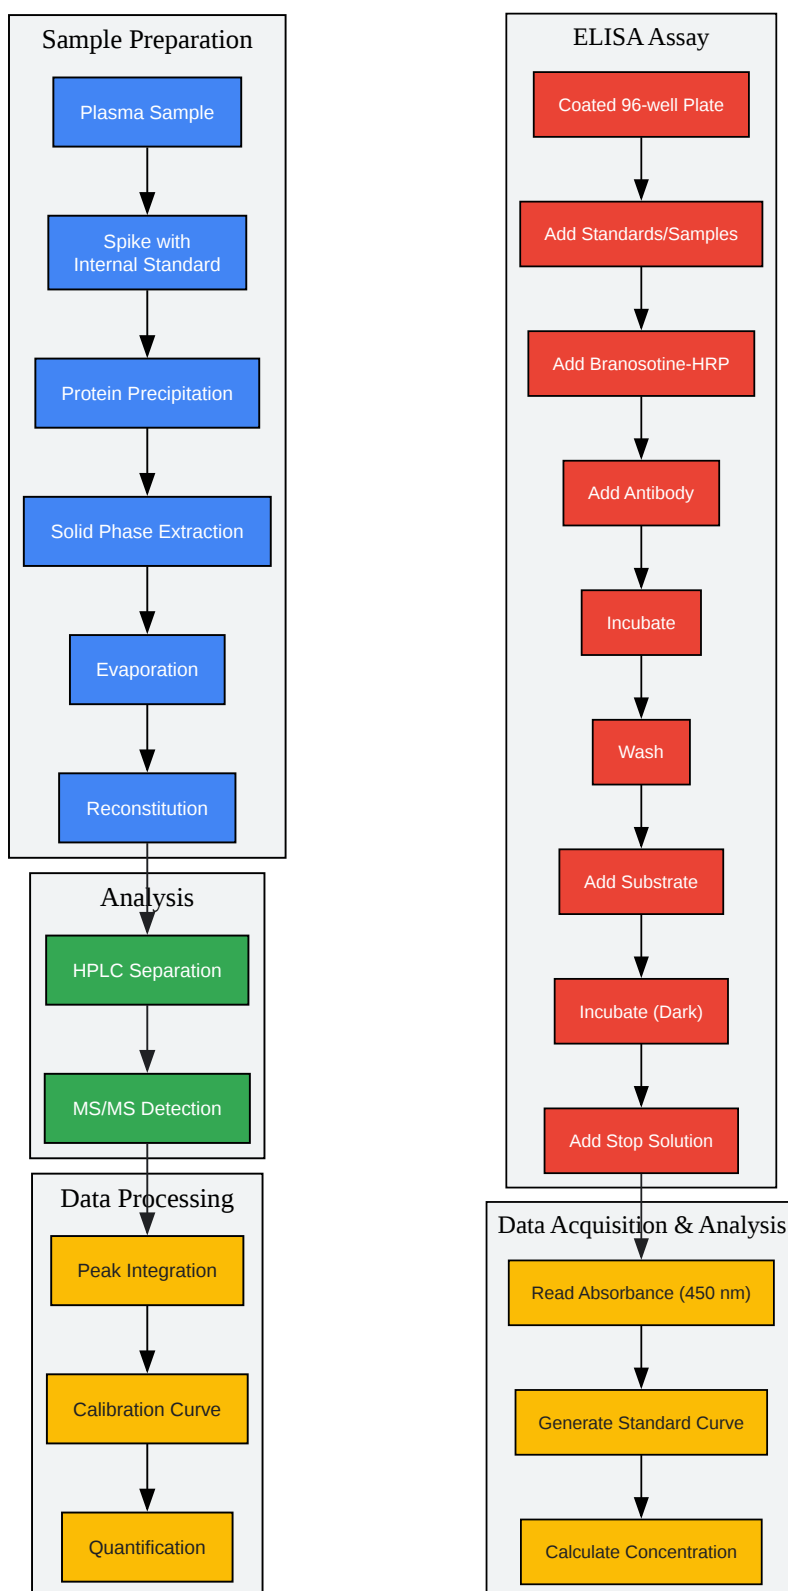 Sample Preparation
Plasma Sample
Spike with
Internal Standard
Protein Precipitation
Solid Phase Extraction
Evaporation
Reconstitution
Analysis
HPLC Separation
MS/MS Detection
Data Processing
Peak Integration
Calibration Curve
Quantification
ELISA Assay
Coated 96-well Plate
Add Standards/Samples
Add Branosotine-HRP
Add Antibody
Incubate
Wash
Add Substrate
Incubate (Dark)
Add Stop Solution
Data Acquisition & Analysis
Read Absorbance (450 nm)
Generate Standard Curve
Calculate Concentration